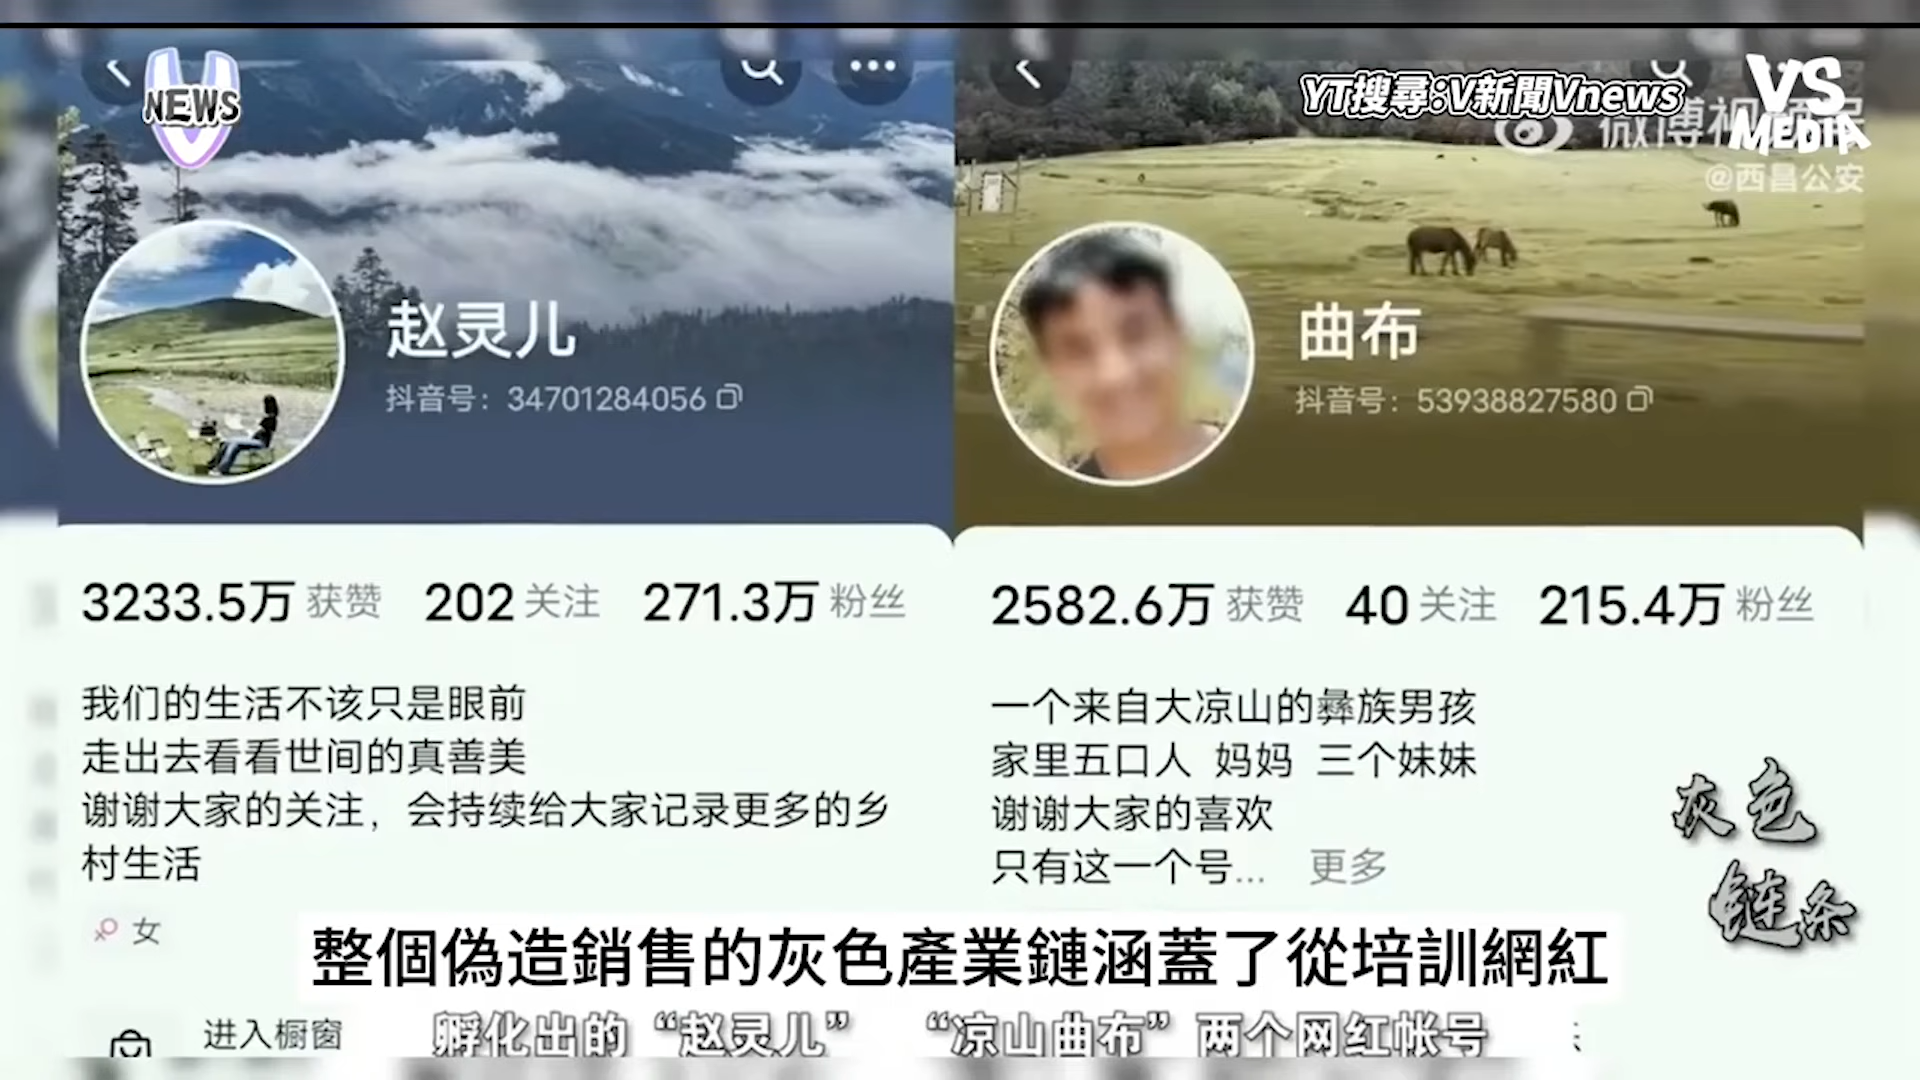 NEWS
YT搜尋:V新聞Vnews
VS MEDIA
微博视频号
@西昌公安
赵灵儿
抖音号：34701284056
曲布
抖音号：53938827580
3233.5万 获赞 202 关注 271.3万 粉丝
2582.6万 获赞 40 关注 215.4万 粉丝
我们的生活不该只是眼前
走出去看看世间的真善美
谢谢大家的关注，会持续给大家记录更多的乡
村生活
女
进入橱窗
一个来自大凉山的彝族男孩
家里五口人 妈妈 三个妹妹
谢谢大家的喜欢
只有这一个号... 更多
灰色
链条
整個偽造銷售的灰色產業鏈涵蓋了從培訓網紅
孵化出的“赵灵儿” “凉山曲布”两个网红帐号